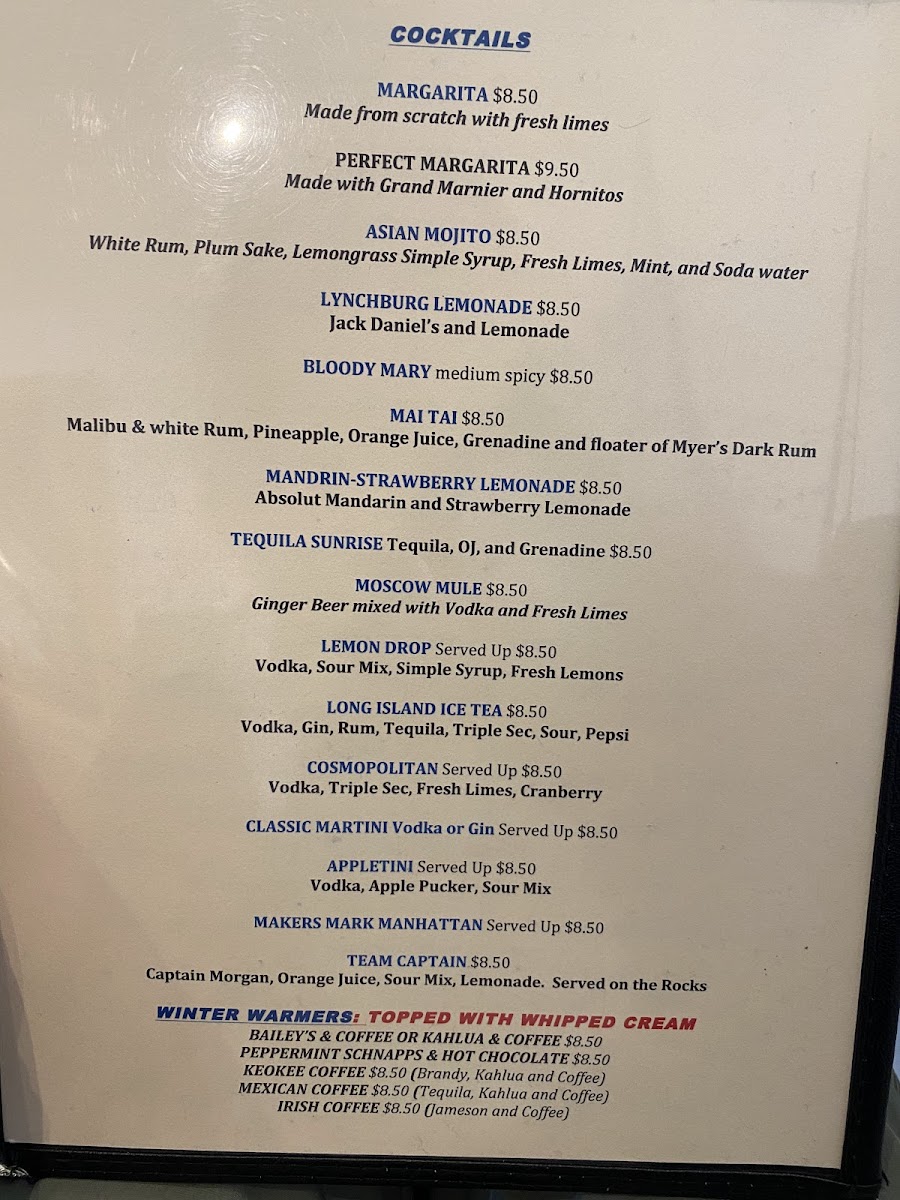 COCKTAILS
MARGARITA $8.50
Made from scratch with fresh limes
PERFECT MARGARITA $9.50
Made with Grand Marnier and Hornitos
ASIAN MOJITO $8.50
White Rum, Plum Sake, Lemongrass Simple Syrup, Fresh Limes, Mint, and Soda water
LYNCHBURG LEMONADE $8.50
Jack Daniel's and Lemonade
BLOODY MARY medium spicy $8.50
MAI TAI $8.50
Malibu & white Rum, Pineapple, Orange Juice, Grenadine and floater of Myer's Dark Rum
MANDRIN-STRAWBERRY LEMONADE $8.50
Absolut Mandarin and Strawberry Lemonade
TEQUILA SUNRISE Tequila, OJ, and Grenadine $8.50
MOSCOW MULE $8.50
Ginger Beer mixed with Vodka and Fresh Limes
LEMON DROP Served Up $8.50
Vodka, Sour Mix, Simple Syrup, Fresh Lemons
LONG ISLAND ICE TEA $8.50
Vodka, Gin, Rum, Tequila, Triple Sec, Sour, Pepsi
COSMOPOLITAN Served Up $8.50
Vodka, Triple Sec, Fresh Limes, Cranberry
CLASSIC MARTINI Vodka or Gin Served Up $8.50
APPLETINI Served Up $8.50
Vodka, Apple Pucker, Sour Mix
MAKERS MARK MANHATTAN Served Up $8.50
TEAM CAPTAIN $8.50
Captain Morgan, Orange Juice, Sour Mix, Lemonade. Served on the Rocks
WINTER WARMERS: TOPPED WITH WHIPPED CREAM
BAILEY'S & COFFEE OR KAHLUA & COFFEE $8.50
PEPPERMINT SCHNAPPS & HOT CHOCOLATE $8.50
KEOKEE COFFEE $8.50 (Brandy, Kahlua and Coffee)
MEXICAN COFFEE $8.50 (Tequila, Kahlua and Coffee)
IRISH COFFEE $8.50 (Jameson and Coffee)